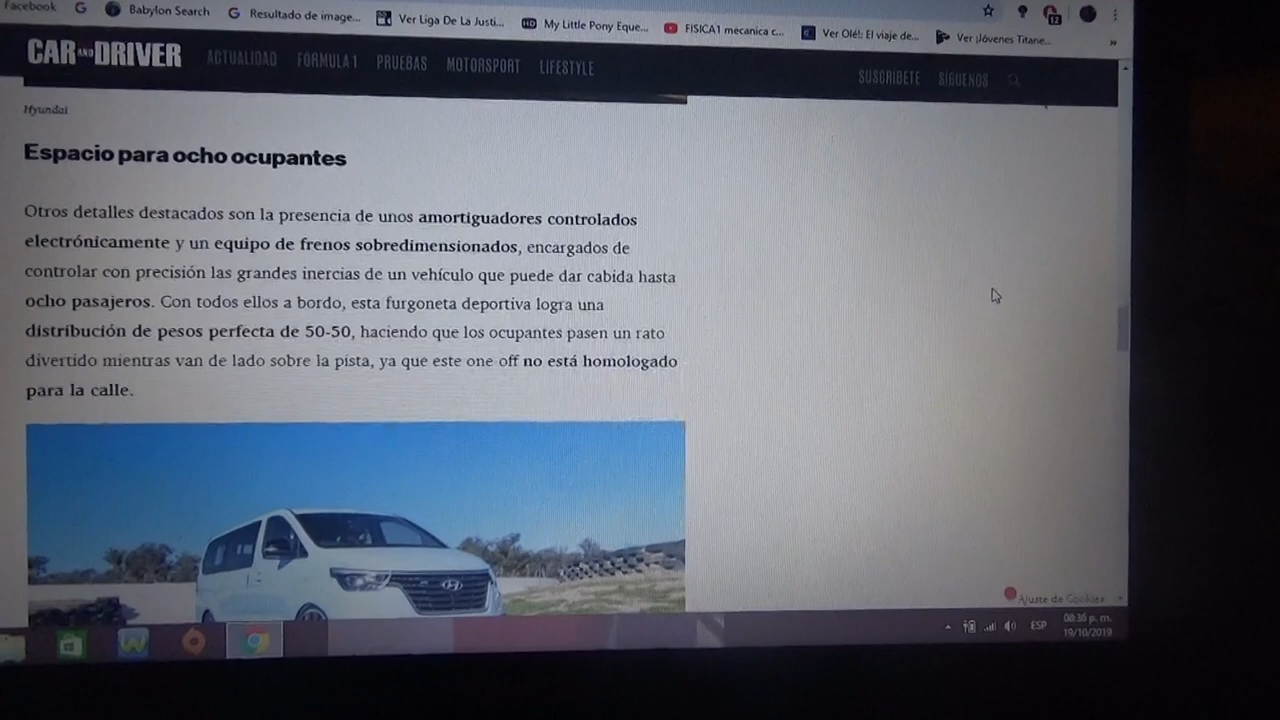 Facebook
Babylon Search
Resultado de image...
Ver Liga De La Justi...
My Little Pony Eque...
FISICA1 mecanica c...
Ver Olé!: El viaje de...
Ver ¡Jóvenes Titane...
»
12
CAR AND DRIVER
ACTUALIDAD
FÓRMULA 1
PRUEBAS
MOTORSPORT
LIFESTYLE
SUSCRÍBETE
SÍGUENOS
Hyundai
Espacio para ocho ocupantes
Otros detalles destacados son la presencia de unos amortiguadores controlados
electrónicamente y un equipo de frenos sobredimensionados, encargados de
controlar con precisión las grandes inercias de un vehículo que puede dar cabida hasta
ocho pasajeros. Con todos ellos a bordo, esta furgoneta deportiva logra una
distribución de pesos perfecta de 50-50, haciendo que los ocupantes pasen un rato
divertido mientras van de lado sobre la pista, ya que este one off no está homologado
para la calle.
Ajuste de Cookies
ESP
08:36 p. m.
19/10/2019